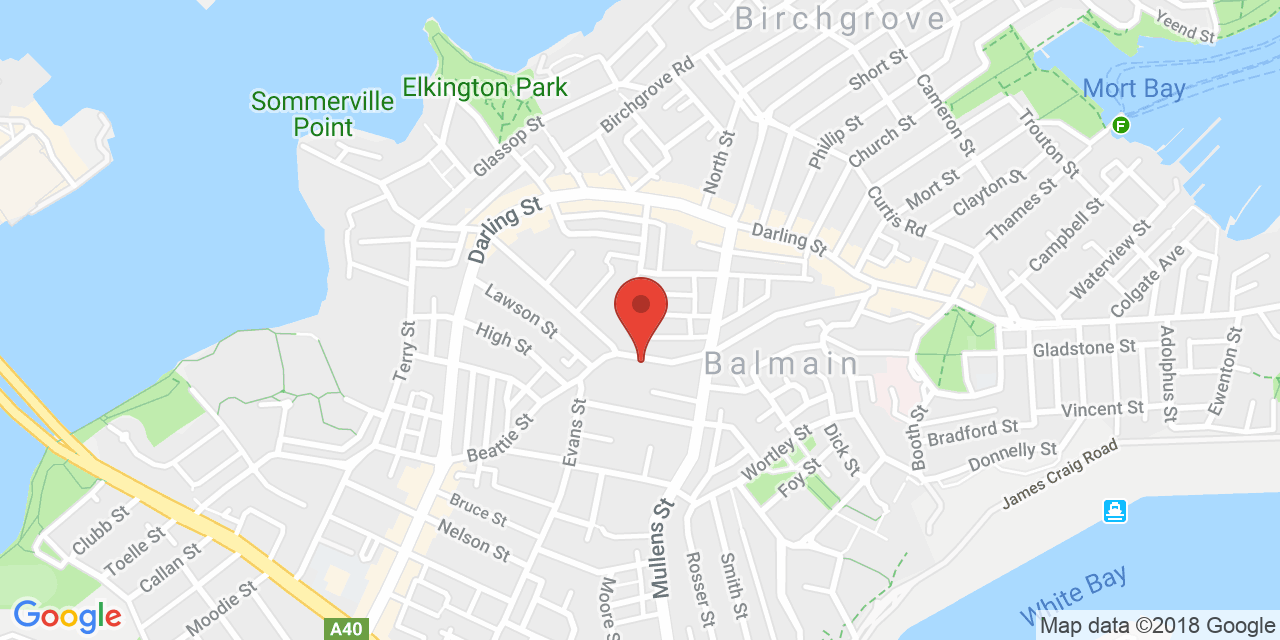 Birchgrove
Yeend St
Elkington Park
Birchgrove Rd
Short St
Mort Bay
Sommerville
Point
Cameron St
F
Glassop St
North St
Phillip St
Church St
Trouton St
Mort St
Clayton St
Thames St
Curtis Rd
Campbell St
Darling St
Darling St
Waterview St
Colgate Ave
Lawson St
High St
Terry St
Balmain
Gladstone St
Adolphus St
Ewenton St
Evans St
Beattie St
Booth St
Vincent St
Bradford St
Dick St
Wortley St
Donnelly St
Foy St
James Craig Road
Bruce St
Nelson St
Mullens St
Clubb St
Toelle St
Callan St
Moodie St
Rosser St
Smith St
Moore S
White Bay
Google
A40
Map data ©2018 Google